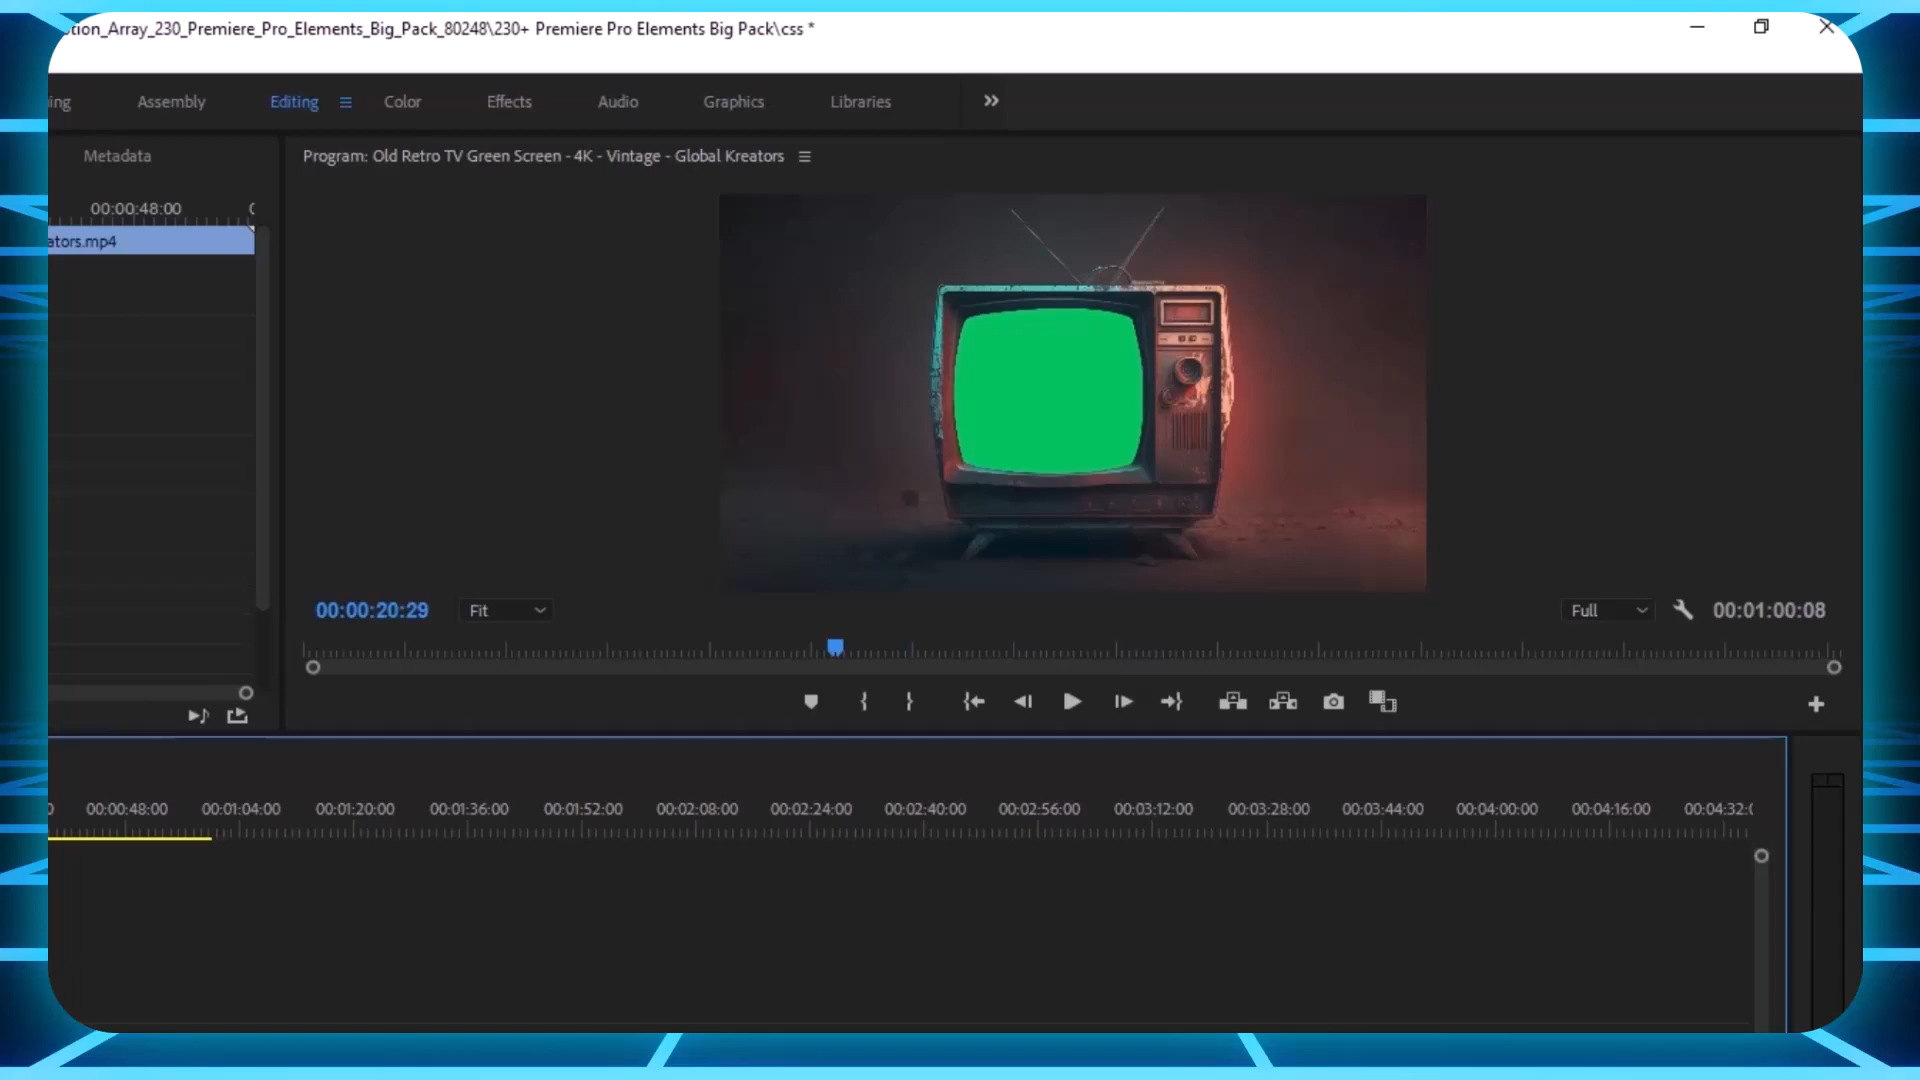 tion_Array_230_Premiere_Pro_Elements_Big_Pack_80248\230+ Premiere Pro Elements Big Pack\css *
ing Assembly Editing Color Effects Audio Graphics Libraries
Metadata
Program: Old Retro TV Green Screen - 4K - Vintage - Global Kreators
00:00:48:00
ators.mp4
00:00:20:29 Fit Full 00:01:00:08
00:00:48:00 00:01:04:00 00:01:20:00 00:01:36:00 00:01:52:00 00:02:08:00 00:02:24:00 00:02:40:00 00:02:56:00 00:03:12:00 00:03:28:00 00:03:44:00 00:04:00:00 00:04:16:00 00:04:32:0